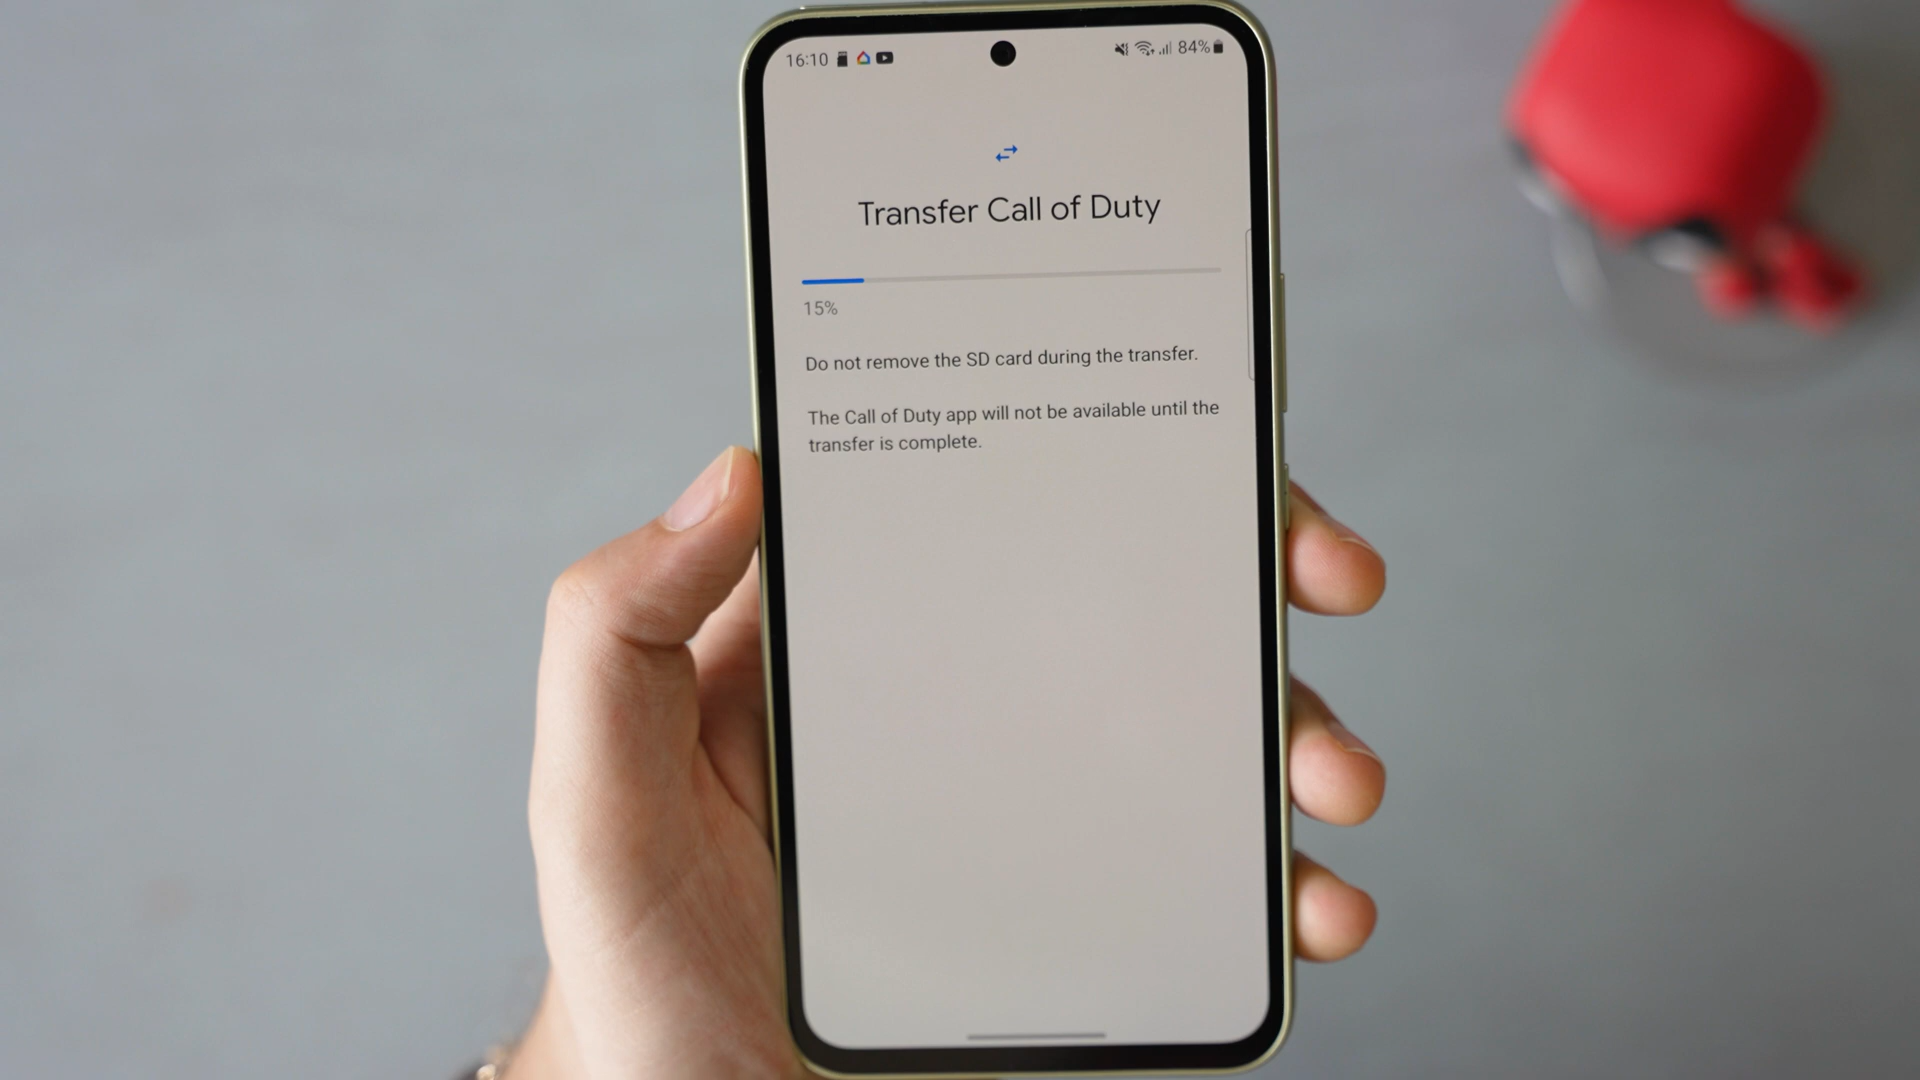 16:10 84%
Transfer Call of Duty
15%
Do not remove the SD card during the transfer.
The Call of Duty app will not be available until the
transfer is complete.